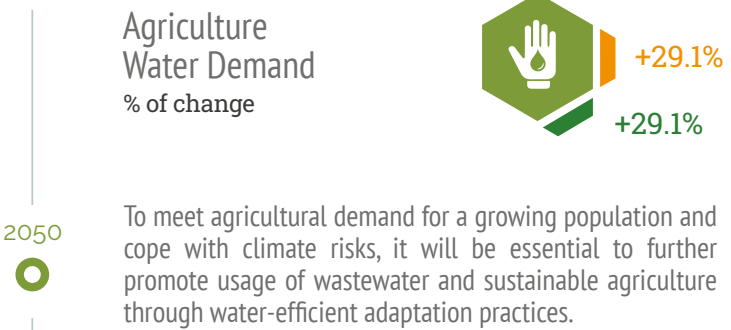 Agriculture
Water Demand
% of change
+29.1%
+29.1%
2050
To meet agricultural demand for a growing population and
cope with climate risks, it will be essential to further
promote usage of wastewater and sustainable agriculture
through water-efficient adaptation practices.